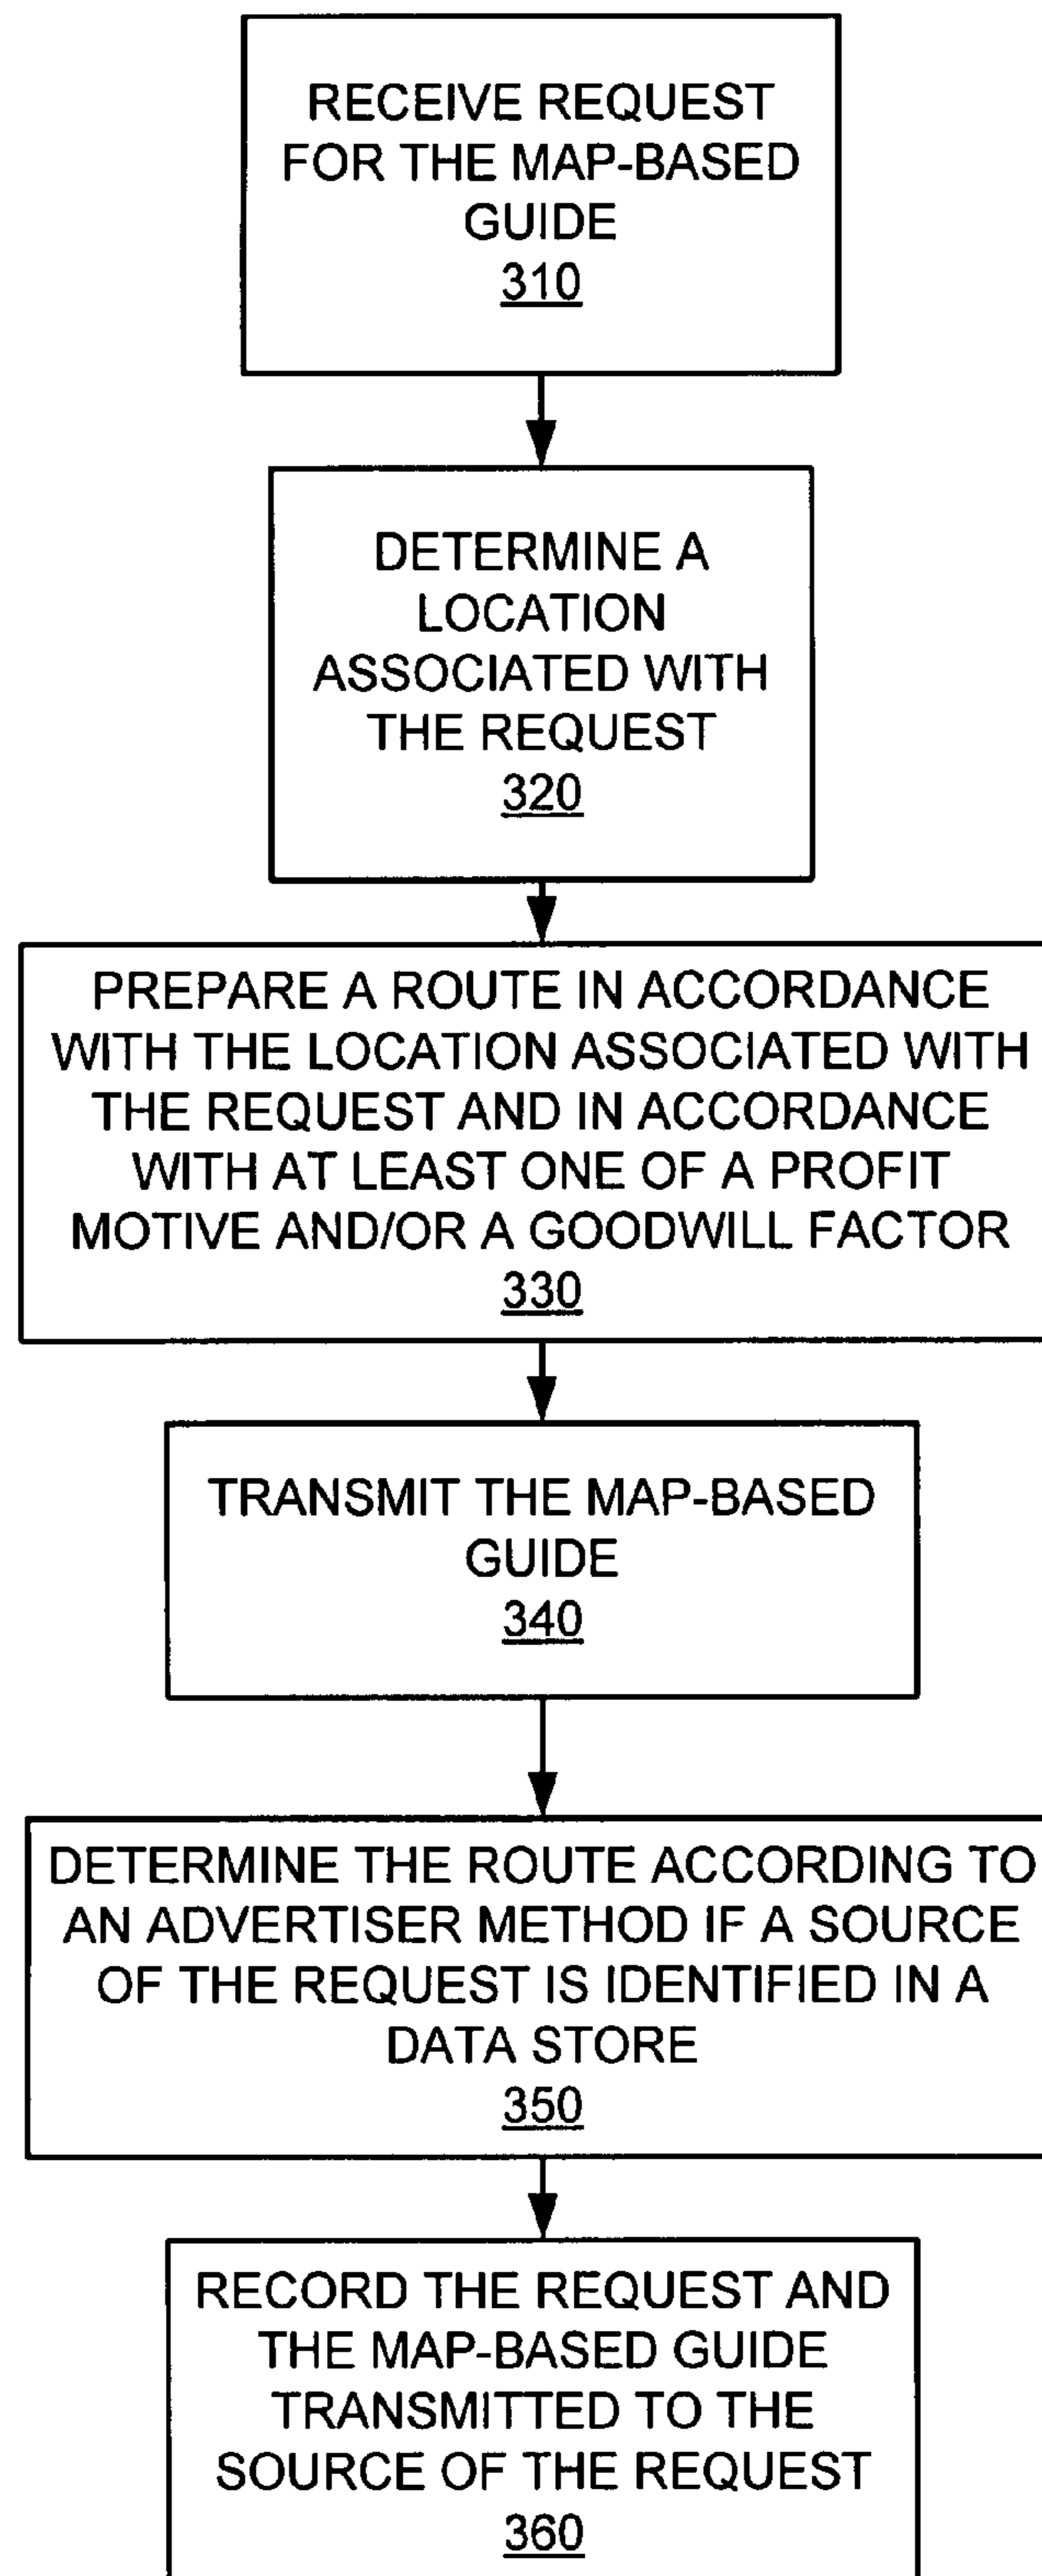 RECEIVE REQUEST
FOR THE MAP-BASED
GUIDE
310
DETERMINE A
LOCATION
ASSOCIATED WITH
THE REQUEST
320
PREPARE A ROUTE IN ACCORDANCE
WITH THE LOCATION ASSOCIATED WITH
THE REQUEST AND IN ACCORDANCE
WITH AT LEAST ONE OF A PROFIT
MOTIVE AND/OR A GOODWILL FACTOR
330
TRANSMIT THE MAP-BASED
GUIDE
340
DETERMINE THE ROUTE ACCORDING TO
AN ADVERTISER METHOD IF A SOURCE
OF THE REQUEST IS IDENTIFIED IN A
DATA STORE
350
RECORD THE REQUEST AND
THE MAP-BASED GUIDE
TRANSMITTED TO THE
SOURCE OF THE REQUEST
360